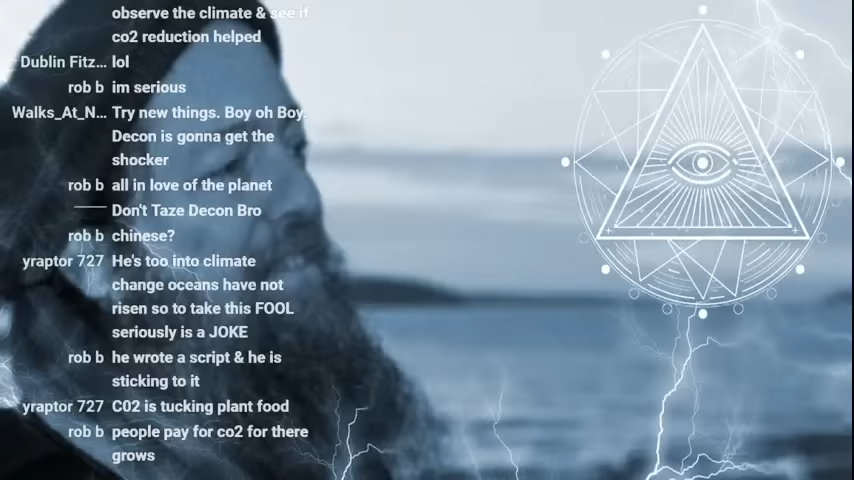 observe the climate & see if
co2 reduction helped
Dublin Fitz... lol
rob b im serious
Walks_At_N... Try new things. Boy oh Boy.
Decon is gonna get the
shocker
rob b all in love of the planet
Don't Taze Decon Bro
rob b chinese?
yraptor 727 He's too into climate
change oceans have not
risen so to take this FOOL
seriously is a JOKE
rob b he wrote a script & he is
sticking to it
yraptor 727 C02 is tucking plant food
rob b people pay for co2 for there
grows